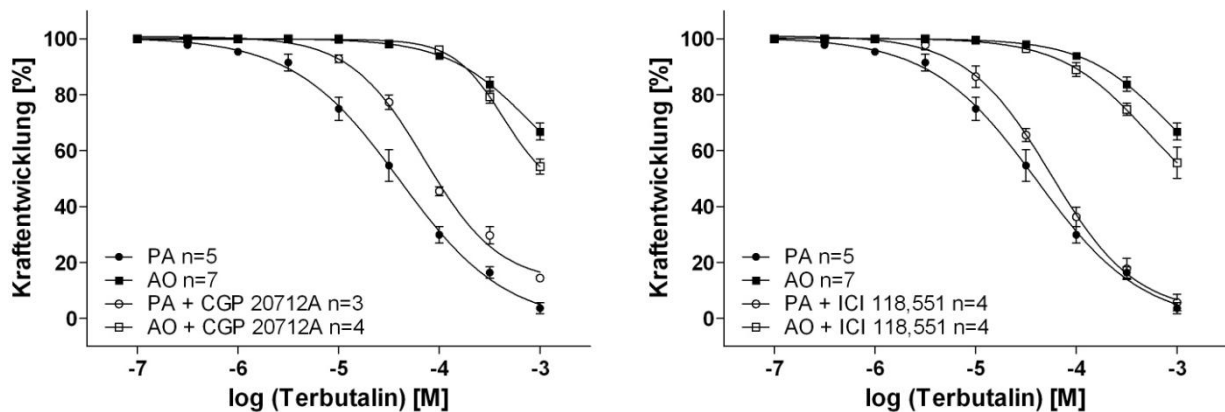 Kraftentwicklung [%]
100
80
60
40
20
0
PA n=5
AO n=7
PA + CGP 20712A n=3
AO + CGP 20712A n=4
-7
-6
-5
-4
-3
log (Terbutalin) [M]
Kraftentwicklung [%]
100
80
60
40
20
0
PA n=5
AO n=7
PA + ICI 118,551 n=4
AO + ICI 118,551 n=4
-7
-6
-5
-4
-3
log (Terbutalin) [M]